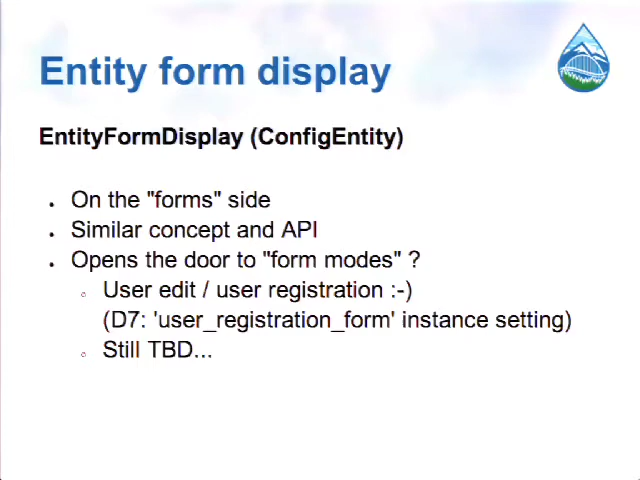 Entity form display
EntityFormDisplay (ConfigEntity)
On the "forms" side
Similar concept and API
Opens the door to "form modes" ?
User edit / user registration :-)
(D7: 'user_registration_form' instance setting)
Still TBD...